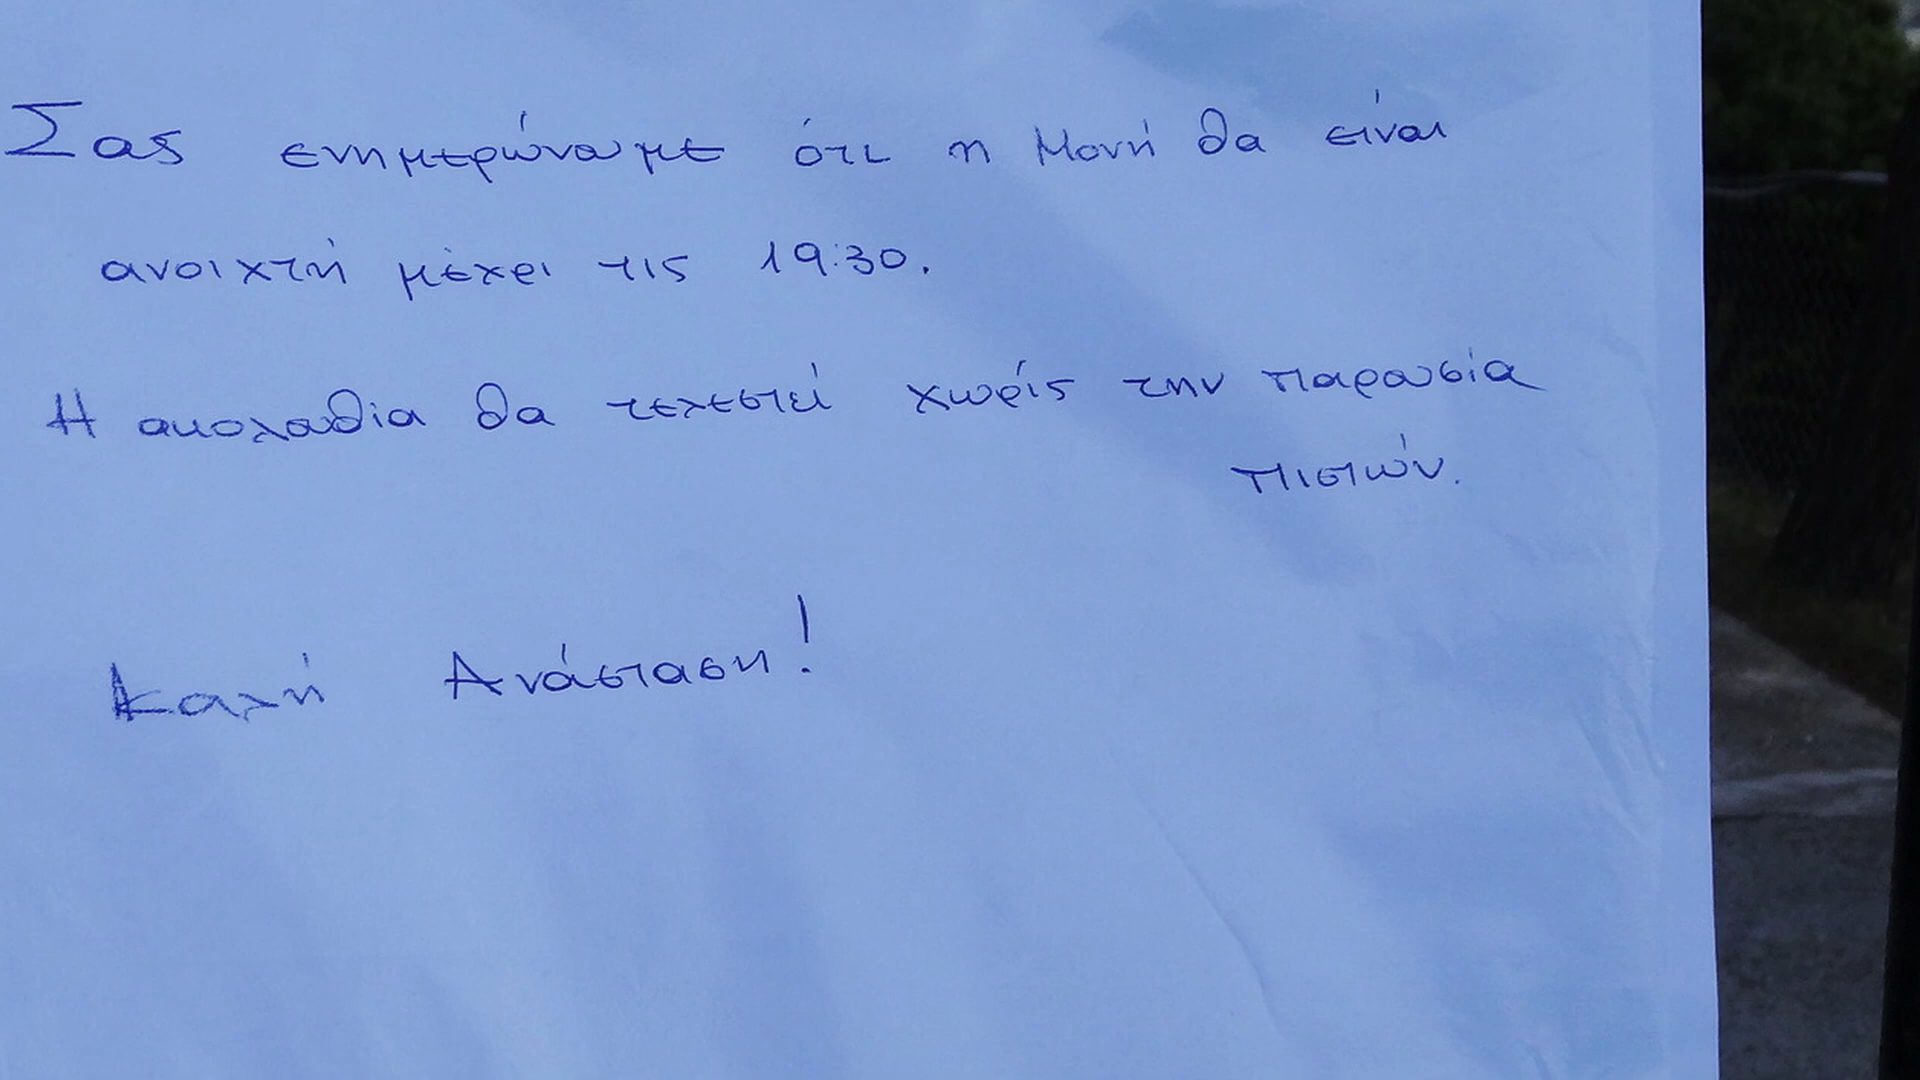 Σας ενημερώνουμε ότι η Μονή θα είναι
ανοιχτή μέχρι τις 19:30.
Η ακολουθία θα τελεστεί χωρίς την παρουσία
πιστών.
Καλή Ανάσταση!